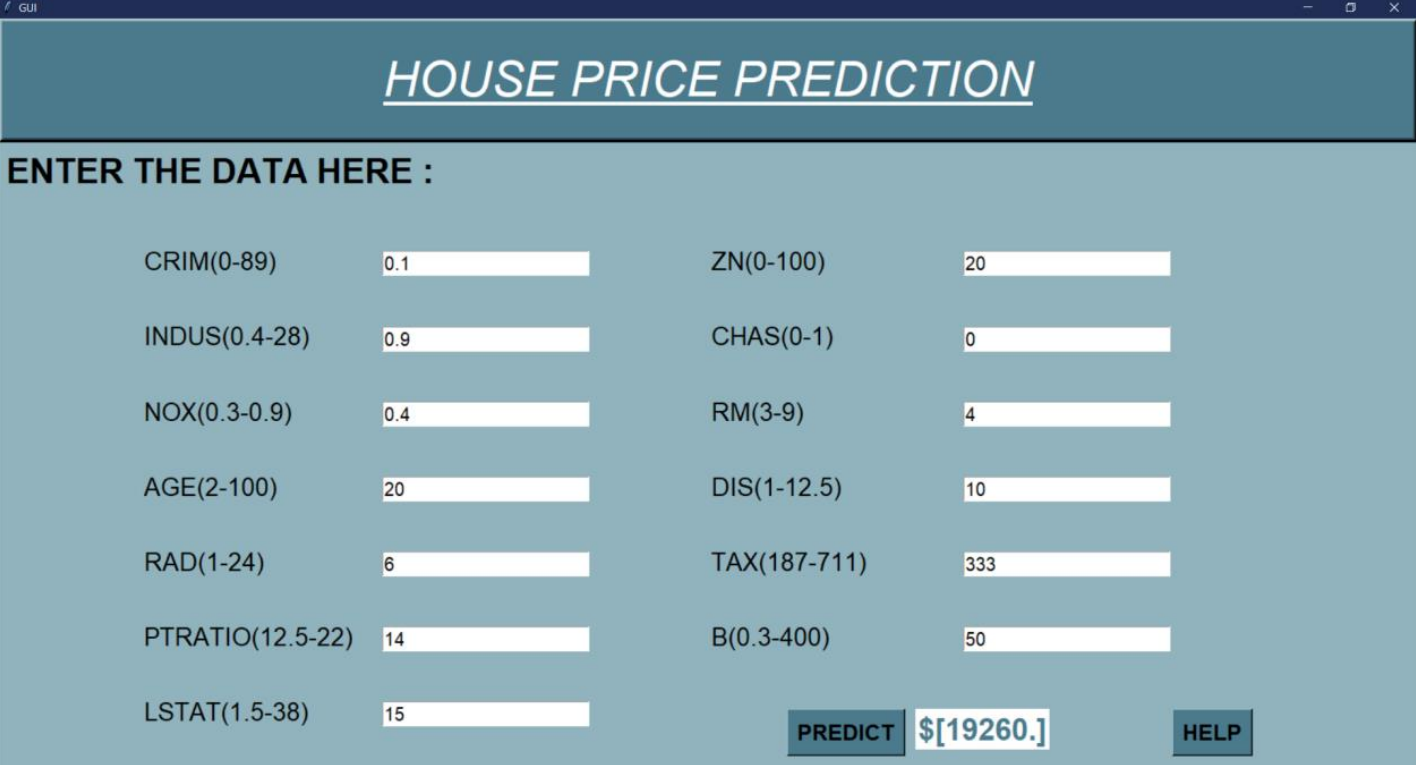 GUI
HOUSE PRICE PREDICTION
ENTER THE DATA HERE :
CRIM(0-89) 0.1 ZN(0-100) 20
INDUS(0.4-28) 0.9 CHAS(0-1) 0
NOX(0.3-0.9) 0.4 RM(3-9) 4
AGE(2-100) 20 DIS(1-12.5) 10
RAD(1-24) 6 TAX(187-711) 333
PTRATIO(12.5-22) 14 B(0.3-400) 50
LSTAT(1.5-38) 15 PREDICT $[19260.] HELP